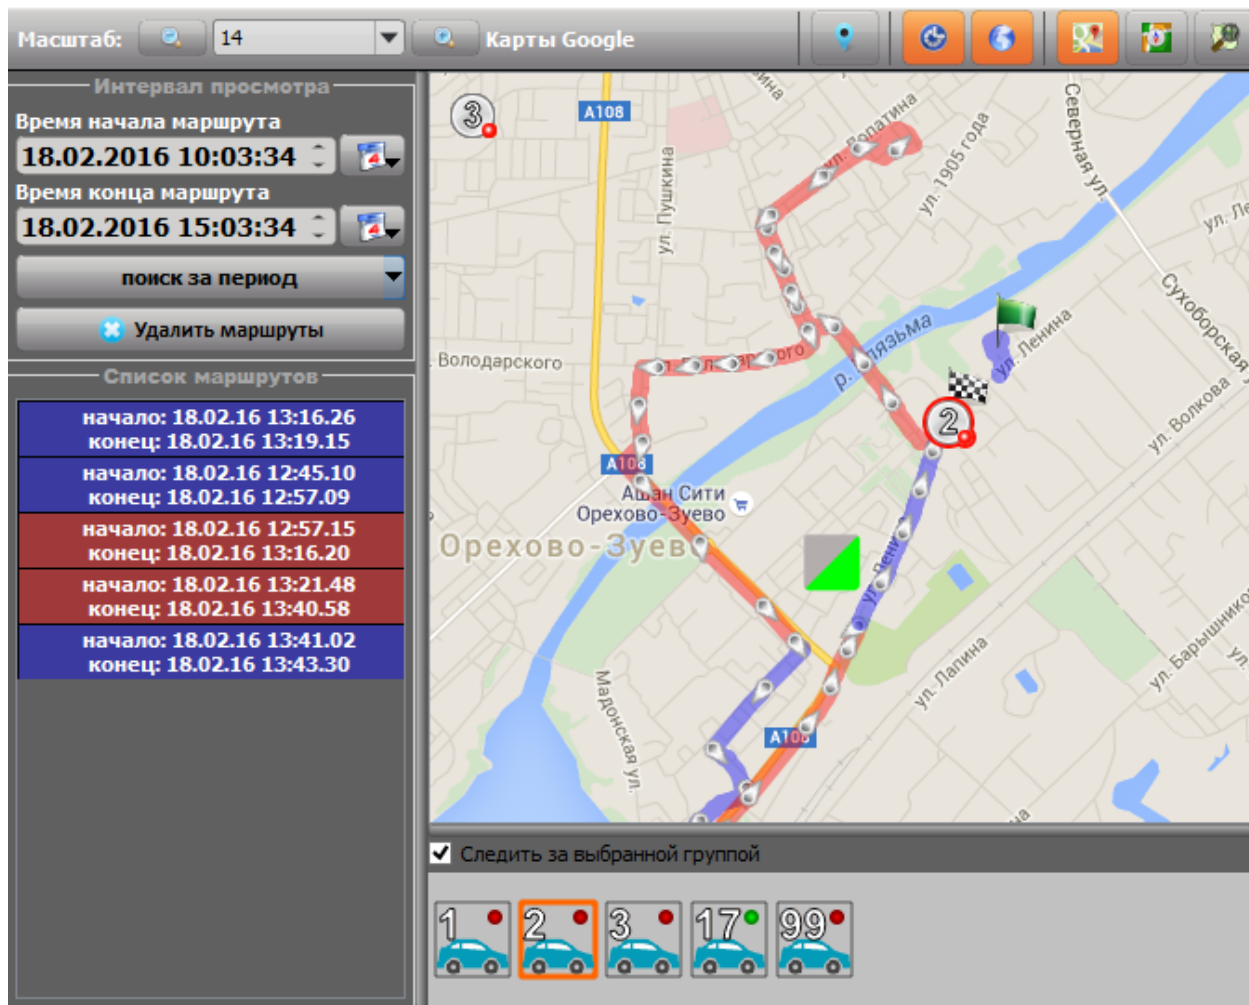 Масштаб:
14
Карты Google
Интервал просмотра
Время начала маршрута
18.02.2016 10:03:34
Время конца маршрута
18.02.2016 15:03:34
поиск за период
Удалить маршруты
Список маршрутов
начало: 18.02.16 13:16.26
конец: 18.02.16 13:19.15
начало: 18.02.16 12:45.10
конец: 18.02.16 12:57.09
начало: 18.02.16 12:57.15
конец: 18.02.16 13:16.20
начало: 18.02.16 13:21.48
конец: 18.02.16 13:40.58
начало: 18.02.16 13:41.02
конец: 18.02.16 13:43.30
3
А108
ул. Лопатина
ул. 1905 года
Северная ул.
ул. Пушкина
Сухоборская
р. Клязьма
ул. Ленина
Володарского
ул. Волкова
2
А108
Ашан Сити
Орехово-Зуево
Орехово-Зуево
ул. Ленина
ул. Барышников
ул. Лапина
Мадонская ул.
А108
Следить за выбранной группой
1
2
3
17
99